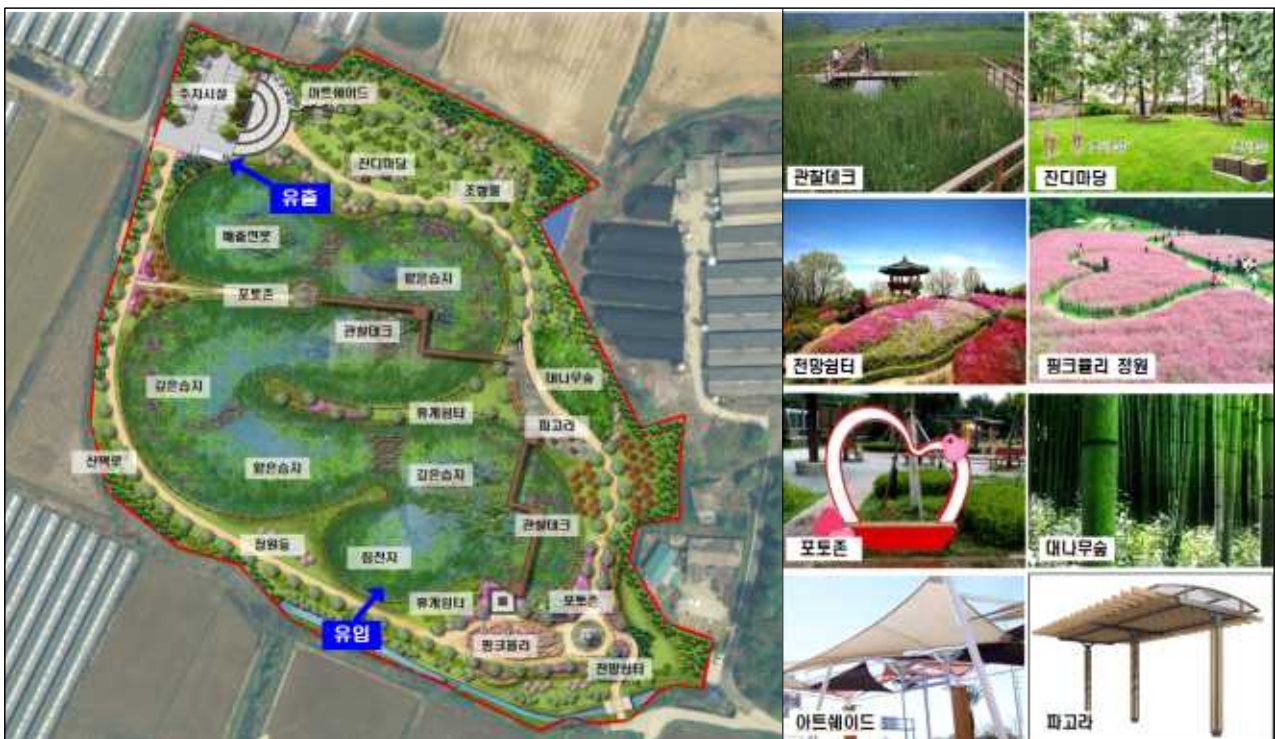 주차시설
아트쉐이드
잔디마당
조형물
유출
배출연못
얕은습지
포토존
관찰데크
깊은습지
대나무숲
휴게쉼터
파고라
산책로
얕은습지
깊은습지
관찰데크
정원등
침전지
휴게쉼터
포토존
유입
핑크뮬리
전망쉼터
관찰데크
잔디마당
전망쉼터
핑크뮬리 정원
포토존
대나무숲
아트쉐이드
파고라